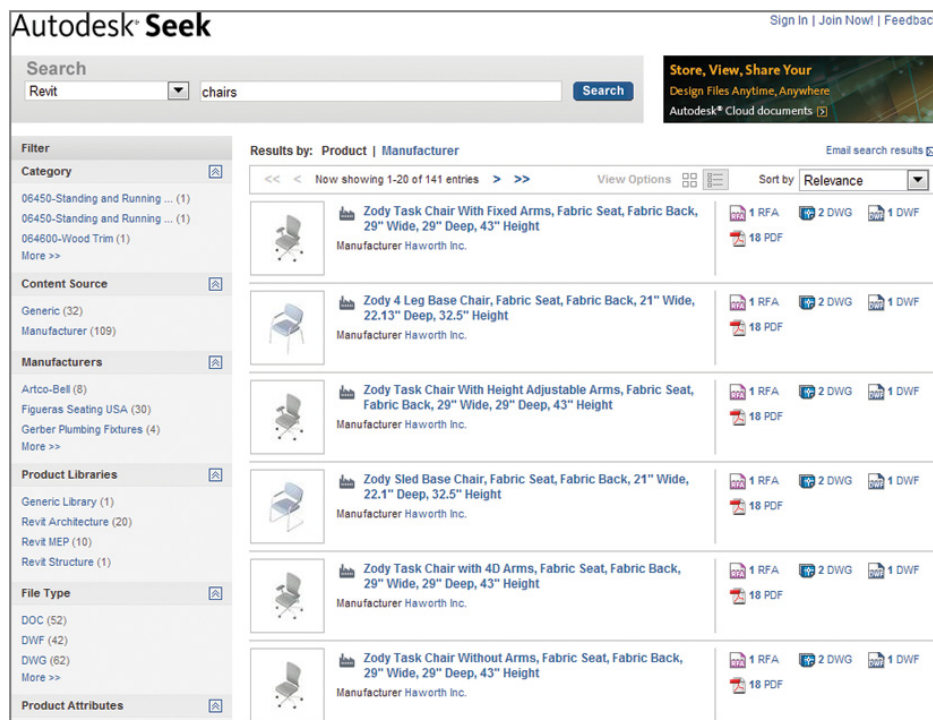 Autodesk® Seek
Sign In | Join Now! | Feedbac
Search
Revit
chairs
Search
Store, View, Share Your
Design Files Anytime, Anywhere
Autodesk® Cloud documents
Filter
Category
06450-Standing and Running ... (1)
06450-Standing and Running ... (1)
064600-Wood Trim (1)
More >>
Content Source
Generic (32)
Manufacturer (109)
Manufacturers
Artco-Bell (8)
Figueras Seating USA (30)
Gerber Plumbing Fixtures (4)
More >>
Product Libraries
Generic Library (1)
Revit Architecture (20)
Revit MEP (10)
Revit Structure (1)
File Type
DOC (52)
DWF (42)
DWG (62)
More >>
Product Attributes
Results by: Product | Manufacturer
Email search results
<< < Now showing 1-20 of 141 entries > >>
View Options
Sort by Relevance
Zody Task Chair With Fixed Arms, Fabric Seat, Fabric Back,
29" Wide, 29" Deep, 43" Height
Manufacturer Haworth Inc.
1 RFA 2 DWG 1 DWF
18 PDF
Zody 4 Leg Base Chair, Fabric Seat, Fabric Back, 21" Wide,
22.13" Deep, 32.5" Height
Manufacturer Haworth Inc.
1 RFA 2 DWG 1 DWF
18 PDF
Zody Task Chair With Height Adjustable Arms, Fabric Seat,
Fabric Back, 29" Wide, 29" Deep, 43" Height
Manufacturer Haworth Inc.
1 RFA 2 DWG 1 DWF
18 PDF
Zody Sled Base Chair, Fabric Seat, Fabric Back, 21" Wide,
22.1" Deep, 32.5" Height
Manufacturer Haworth Inc.
1 RFA 2 DWG 1 DWF
18 PDF
Zody Task Chair with 4D Arms, Fabric Seat, Fabric Back,
29" Wide, 29" Deep, 43" Height
Manufacturer Haworth Inc.
1 RFA 2 DWG 1 DWF
18 PDF
Zody Task Chair Without Arms, Fabric Seat, Fabric Back,
29" Wide, 29" Deep, 43" Height
Manufacturer Haworth Inc.
1 RFA 2 DWG 1 DWF
18 PDF